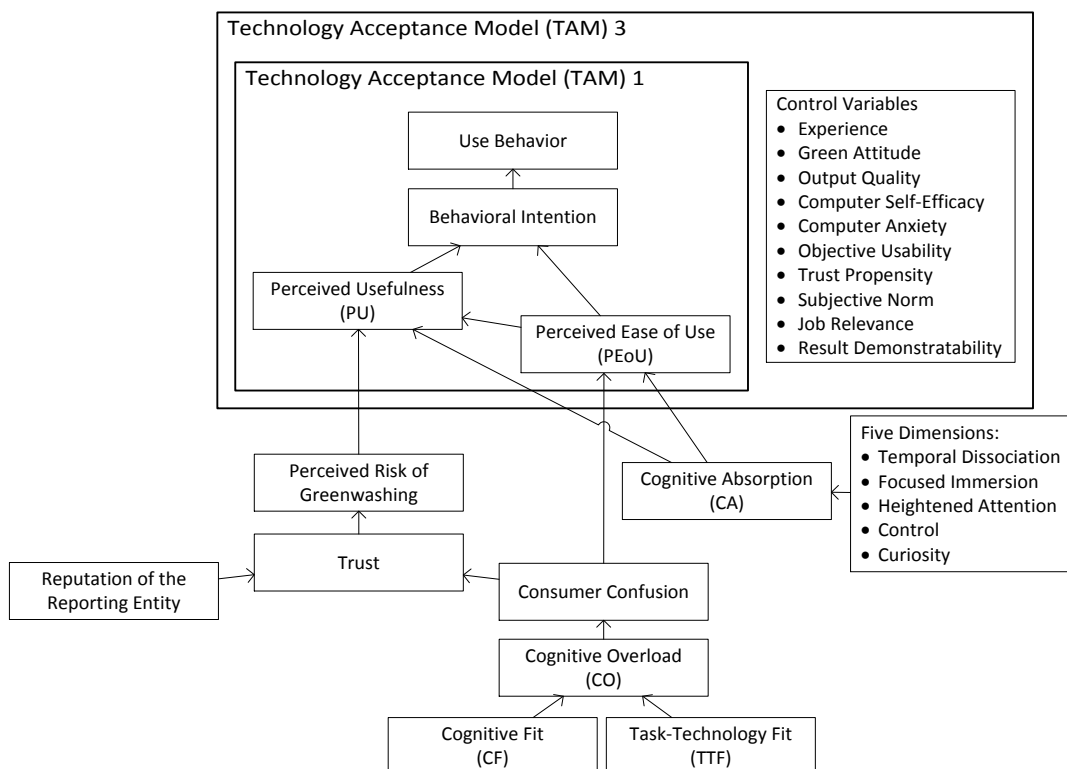 Technology Acceptance Model (TAM) 3
Technology Acceptance Model (TAM) 1
Use Behavior
Behavioral Intention
Perceived Usefulness
(PU)
Perceived Ease of Use
(PEoU)
Control Variables
• Experience
• Green Attitude
• Output Quality
• Computer Self-Efficacy
• Computer Anxiety
• Objective Usability
• Trust Propensity
• Subjective Norm
• Job Relevance
• Result Demonstratability
Perceived Risk of
Greenwashing
Cognitive Absorption
(CA)
Five Dimensions:
• Temporal Dissociation
• Focused Immersion
• Heightened Attention
• Control
• Curiosity
Trust
Reputation of the
Reporting Entity
Consumer Confusion
Cognitive Overload
(CO)
Cognitive Fit
(CF)
Task-Technology Fit
(TTF)